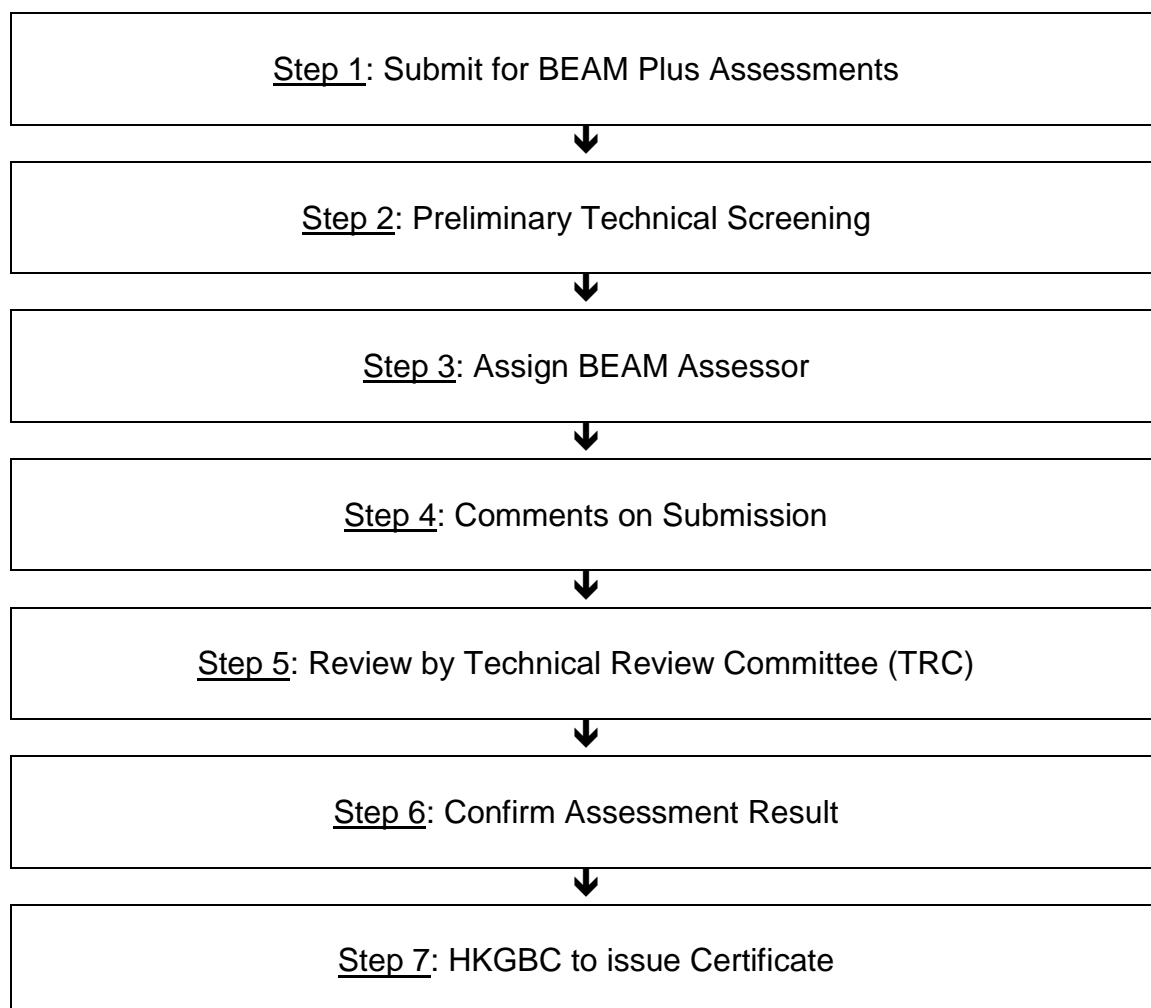 Step 1: Submit for BEAM Plus Assessments
Step 2: Preliminary Technical Screening
Step 3: Assign BEAM Assessor
Step 4: Comments on Submission
Step 5: Review by Technical Review Committee (TRC)
Step 6: Confirm Assessment Result
Step 7: HKGBC to issue Certificate